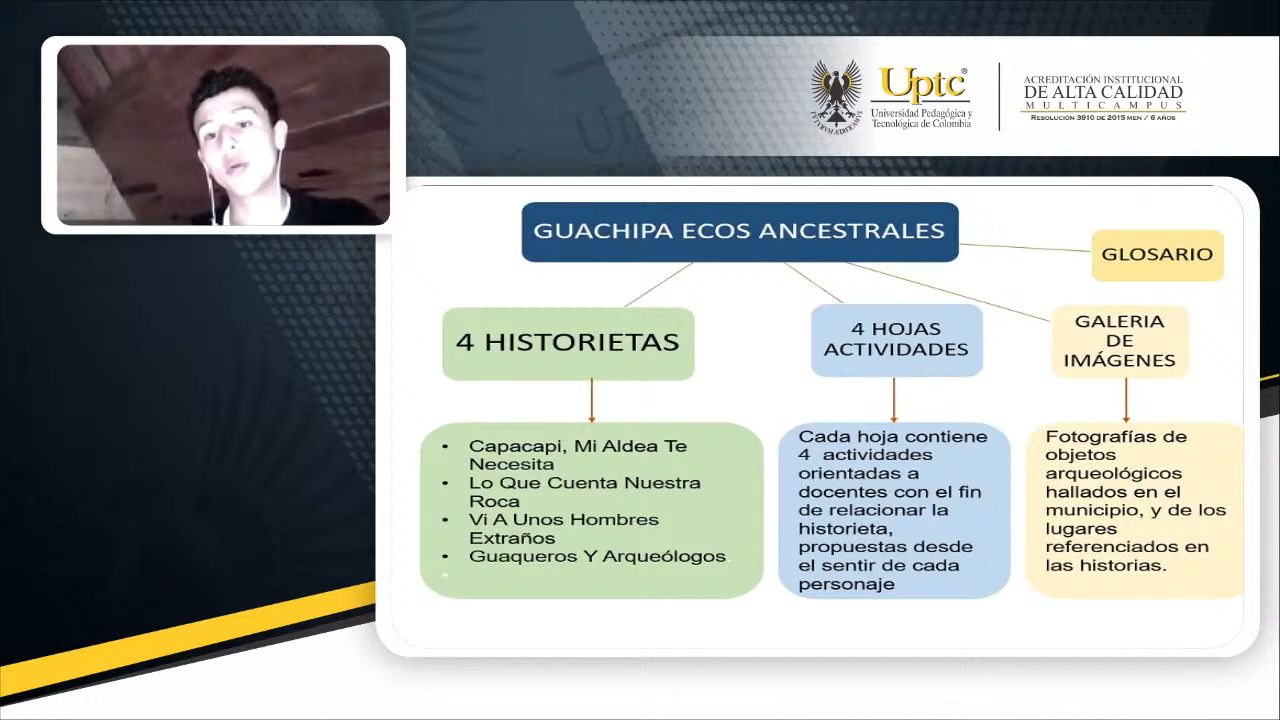 Uptc®
Universidad Pedagógica y
Tecnológica de Colombia
ACREDITACIÓN INSTITUCIONAL
DE ALTA CALIDAD
MULTICAMPUS
RESOLUCIÓN 3910 DE 2015 MEN / 6 AÑOS
GUACHIPA ECOS ANCESTRALES
GLOSARIO
4 HISTORIETAS
4 HOJAS
ACTIVIDADES
GALERIA
DE
IMÁGENES
• Capacapi, Mi Aldea Te
Necesita
• Lo Que Cuenta Nuestra
Roca
• Vi A Unos Hombres
Extraños
• Guaqueros Y Arqueólogos.
Cada hoja contiene
4 actividades
orientadas a
docentes con el fin
de relacionar la
historieta,
propuestas desde
el sentir de cada
personaje
Fotografías de
objetos
arqueológicos
hallados en el
municipio, y de los
lugares
referenciados en
las historias.